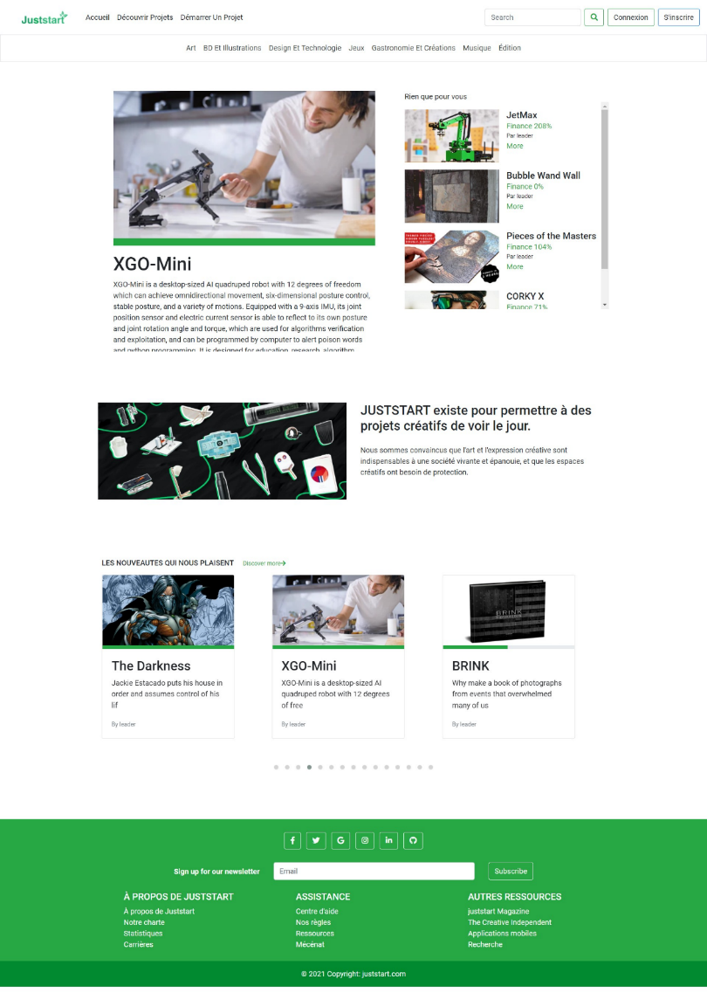 Juststart
Accueil Découvrir Projets Démarrer Un Projet
Search
Connexion
S'inscrire
Art BD Et Illustrations Design Et Technologie Jeux Gastronomie Et Créations Musique Édition
XGO-Mini
XGO-Mini is a desktop-sized AI quadruped robot with 12 degrees of freedom
which can achieve omnidirectional movement, six-dimensional posture control,
stable posture, and a variety of motions. Equipped with a 9-axis IMU, its joint
position sensor and electric current sensor is able to reflect to its own posture
and joint rotation angle and torque, which are used for algorithms verification
and exploitation, and can be programmed by computer to alert poison words
and python programming. It is designed for education, research, algorithm
Rien que pour vous
JetMax
Finance 208%
Par leader
More
Bubble Wand Wall
Finance 0%
Par leader
More
Pieces of the Masters
Finance 104%
Par leader
More
CORKY X
Finance 71%
JUSTSTART existe pour permettre à des
projets créatifs de voir le jour.
Nous sommes convaincus que l'art et l'expression créative sont
indispensables à une société vivante et épanouie, et que les espaces
créatifs ont besoin de protection.
LES NOUVEAUTES QUI NOUS PLAISENT Discover more
The Darkness
Jackie Estacado puts his house in
order and assumes control of his
lif
By leader
XGO-Mini
XGO-Mini is a desktop-sized AI
quadruped robot with 12 degrees
of free
By leader
BRINK
BRINK
Why make a book of photographs
from events that overwhelmed
many of us
By leader
Sign up for our newsletter
Email
Subscribe
À PROPOS DE JUSTSTART
À propos de Juststart
Notre charte
Statistiques
Carrières
ASSISTANCE
Centre d'aide
Nos règles
Ressources
Mécénat
AUTRES RESSOURCES
juststart Magazine
The Creative Independent
Applications mobiles
Recherche
© 2021 Copyright: juststart.com